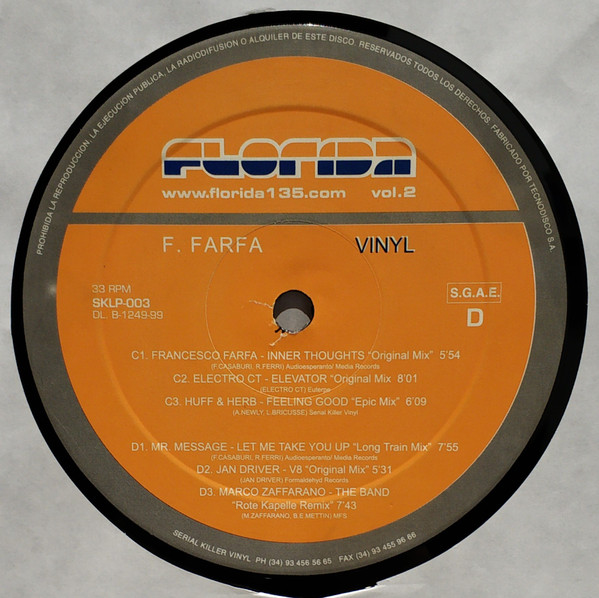 PROHIBIDA LA REPRODUCCION, LA EJECUCION PUBLICA, LA RADIODIFUSION O ALQUILER DE ESTE DISCO. RESERVADOS TODOS LOS DERECHOS. FABRICADO POR TECNODISCO S.A.
FLORIDA
www.florida135.com vol.2
F. FARFA VINYL
33 RPM
SKLP-003 S.G.A.E.
DL. B-1249-99 D
C1. FRANCESCO FARFA - INNER THOUGHTS "Original Mix" 5'54
(F.CASABURI, R.FERRI) Audioesperanto/ Media Records
C2. ELECTRO CT - ELEVATOR "Original Mix 8'01
(ELECTRO CT) Euterpe
C3. HUFF & HERB - FEELING GOOD "Epic Mix" 6'09
(A.NEWLY, L.BRICUSSE) Serial Killer Vinyl
D1. MR. MESSAGE - LET ME TAKE YOU UP "Long Train Mix" 7'55
(F.CASABURI, R.FERRI) Audioesperanto/ Media Records
D2. JAN DRIVER - V8 "Original Mix" 5'31
(JAN DRIVER) Formaldehyd Records
D3. MARCO ZAFFARANO - THE BAND
"Rote Kapelle Remix" 7'43
(M.ZAFFARANO, B.E.METTIN) MFS.
SERIAL KILLER VINYL PH (34) 93 456 56 65 FAX (34) 93 455 96 86